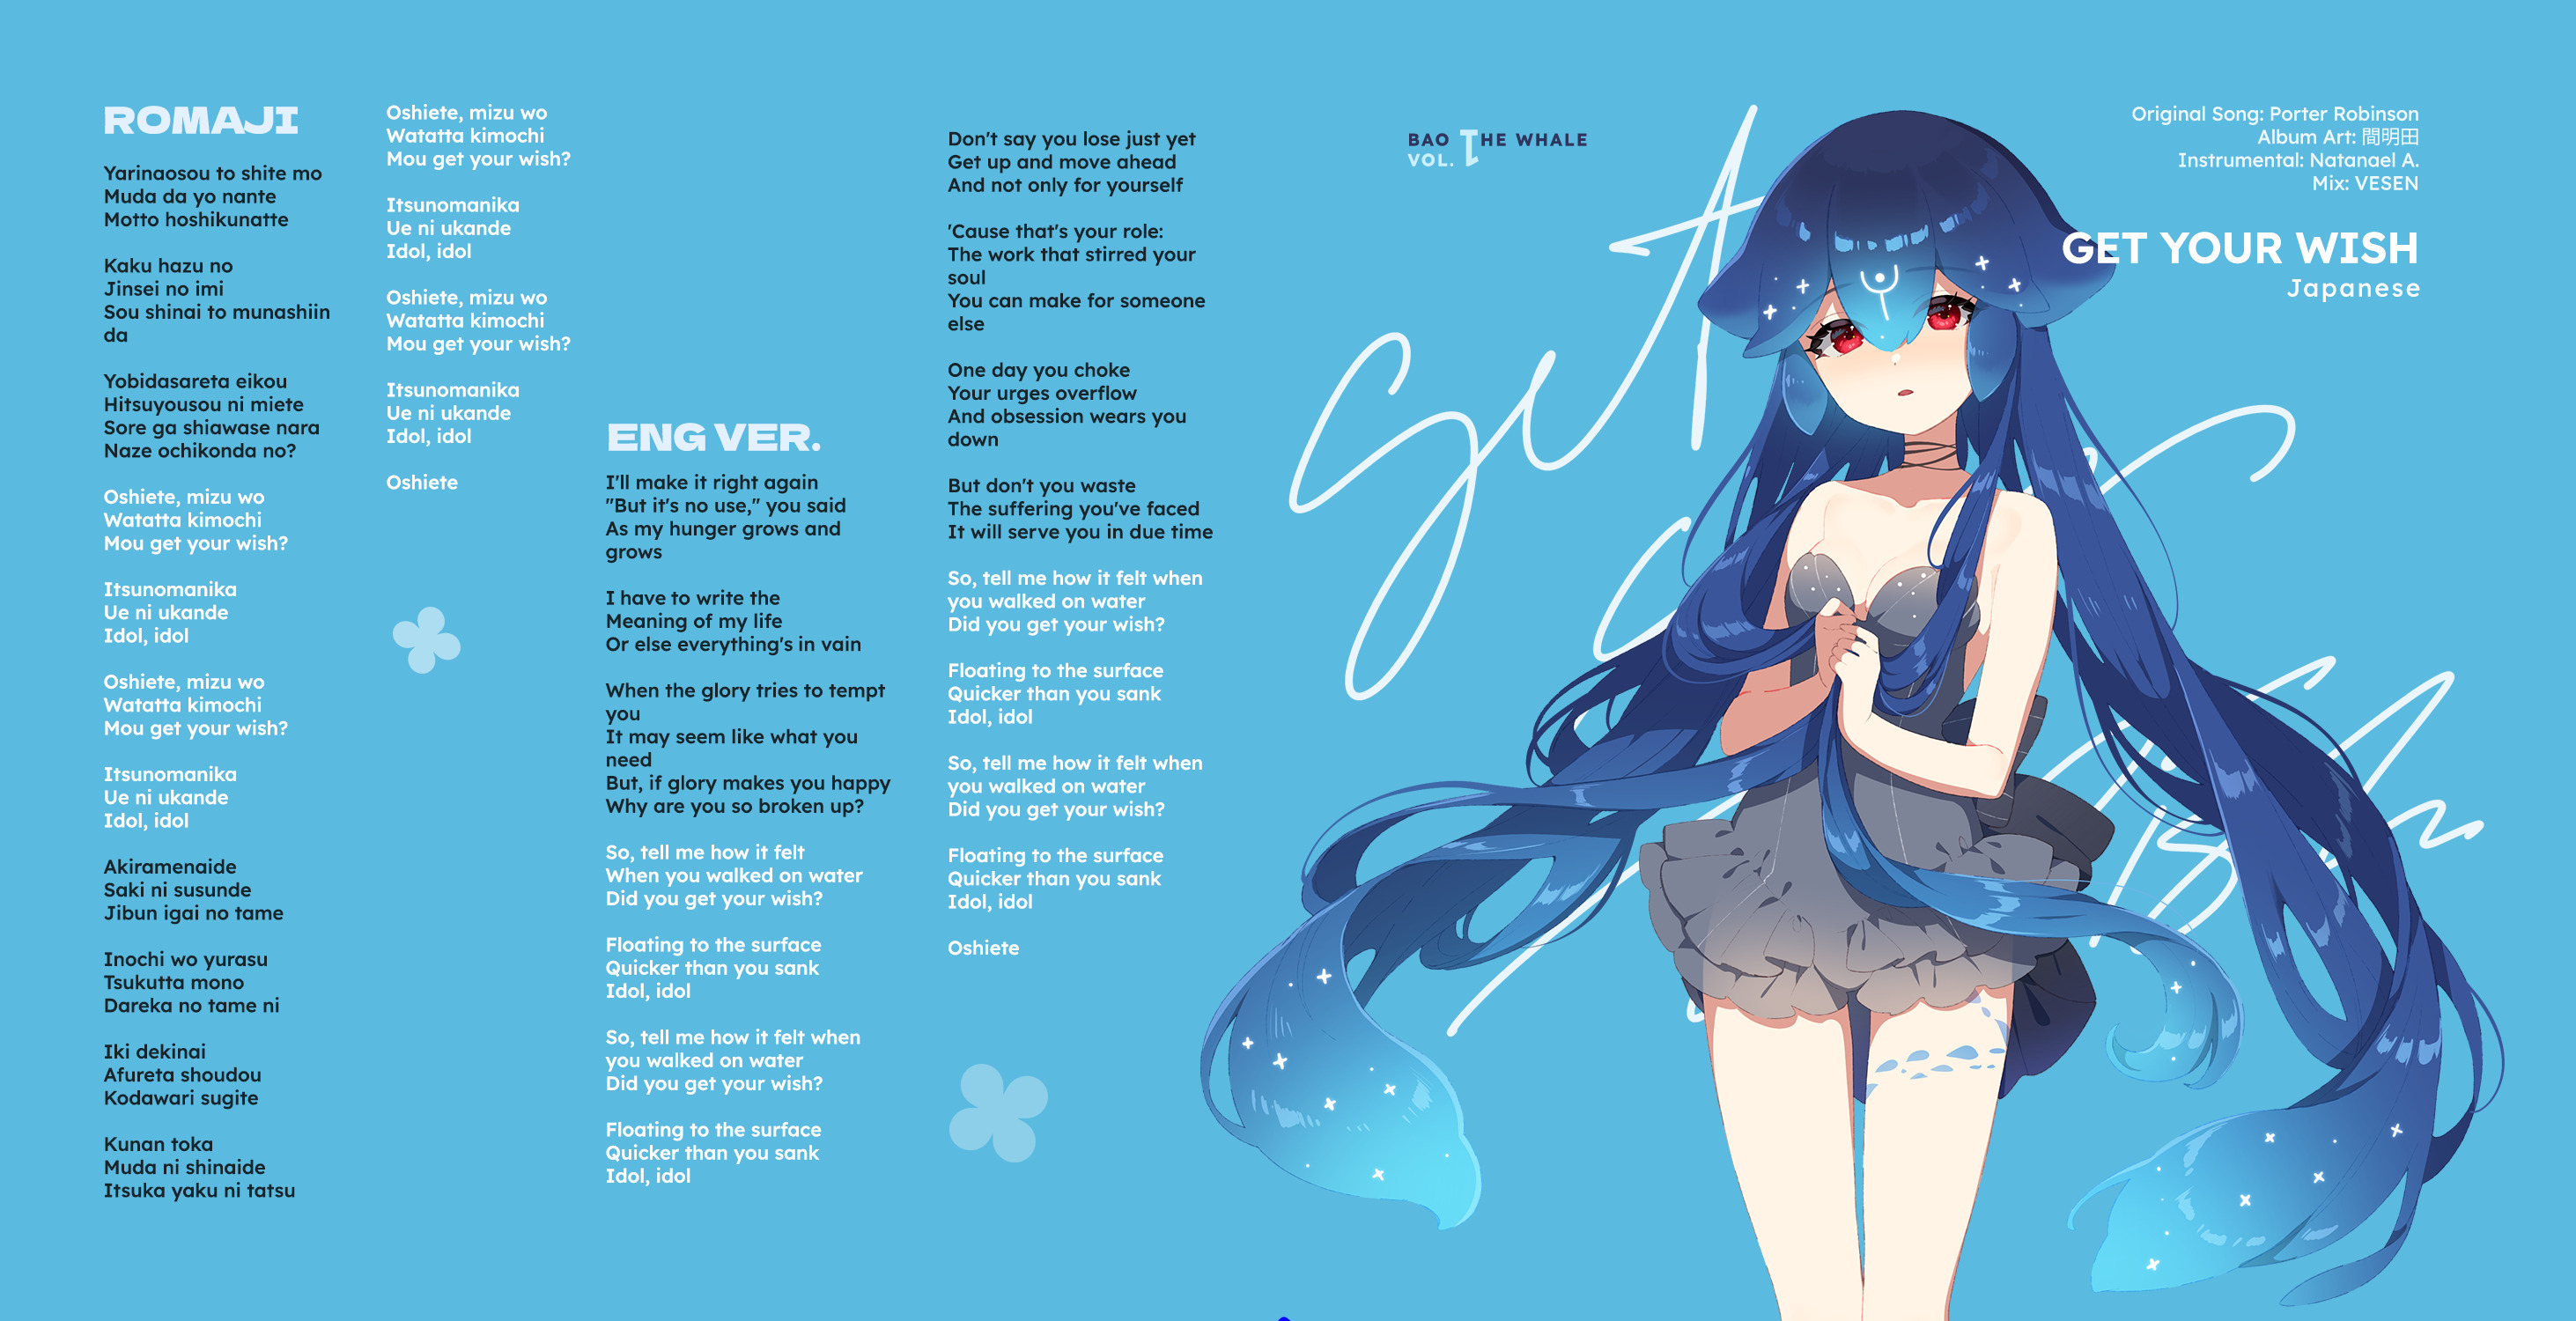 ROMAJI
Yarinaosou to shite mo
Muda da yo nante
Motto hoshikunatte
Kaku hazu no
Jinsei no imi
Sou shinai to munashiin
da
Yobidasareta eikou
Hitsuyousou ni miete
Sore ga shiawase nara
Naze ochikonda no?
Oshiete, mizu wo
Watatta kimochi
Mou get your wish?
Itsunomanika
Ue ni ukande
Idol, idol
Oshiete, mizu wo
Watatta kimochi
Mou get your wish?
Itsunomanika
Ue ni ukande
Idol, idol
Akiramenaide
Saki ni susunde
Jibun igai no tame
Inochi wo yurasu
Tsukutta mono
Dareka no tame ni
Iki dekinai
Afureta shoudou
Kodawari sugite
Kunan toka
Muda ni shinaide
Itsuka yaku ni tatsu
Oshiete, mizu wo
Watatta kimochi
Mou get your wish?
Itsunomanika
Ue ni ukande
Idol, idol
Oshiete, mizu wo
Watatta kimochi
Mou get your wish?
Itsunomanika
Ue ni ukande
Idol, idol
Oshiete
ENG VER.
I'll make it right again
"But it's no use," you said
As my hunger grows and
grows
I have to write the
Meaning of my life
Or else everything's in vain
When the glory tries to tempt
you
It may seem like what you
need
But, if glory makes you happy
Why are you so broken up?
So, tell me how it felt
When you walked on water
Did you get your wish?
Floating to the surface
Quicker than you sank
Idol, idol
So, tell me how it felt when
you walked on water
Did you get your wish?
Floating to the surface
Quicker than you sank
Idol, idol
Don't say you lose just yet
Get up and move ahead
And not only for yourself
'Cause that's your role:
The work that stirred your
soul
You can make for someone
else
One day you choke
Your urges overflow
And obsession wears you
down
But don't you waste
The suffering you've faced
It will serve you in due time
So, tell me how it felt when
you walked on water
Did you get your wish?
Floating to the surface
Quicker than you sank
Idol, idol
So, tell me how it felt when
you walked on water
Did you get your wish?
Floating to the surface
Quicker than you sank
Idol, idol
Oshiete
BAO THE WHALE
VOL. 1
Get
Original Song: Porter Robinson
Album Art: 間明田
Instrumental: Natanael A.
Mix: VESEN
GET YOUR WISH
Japanese